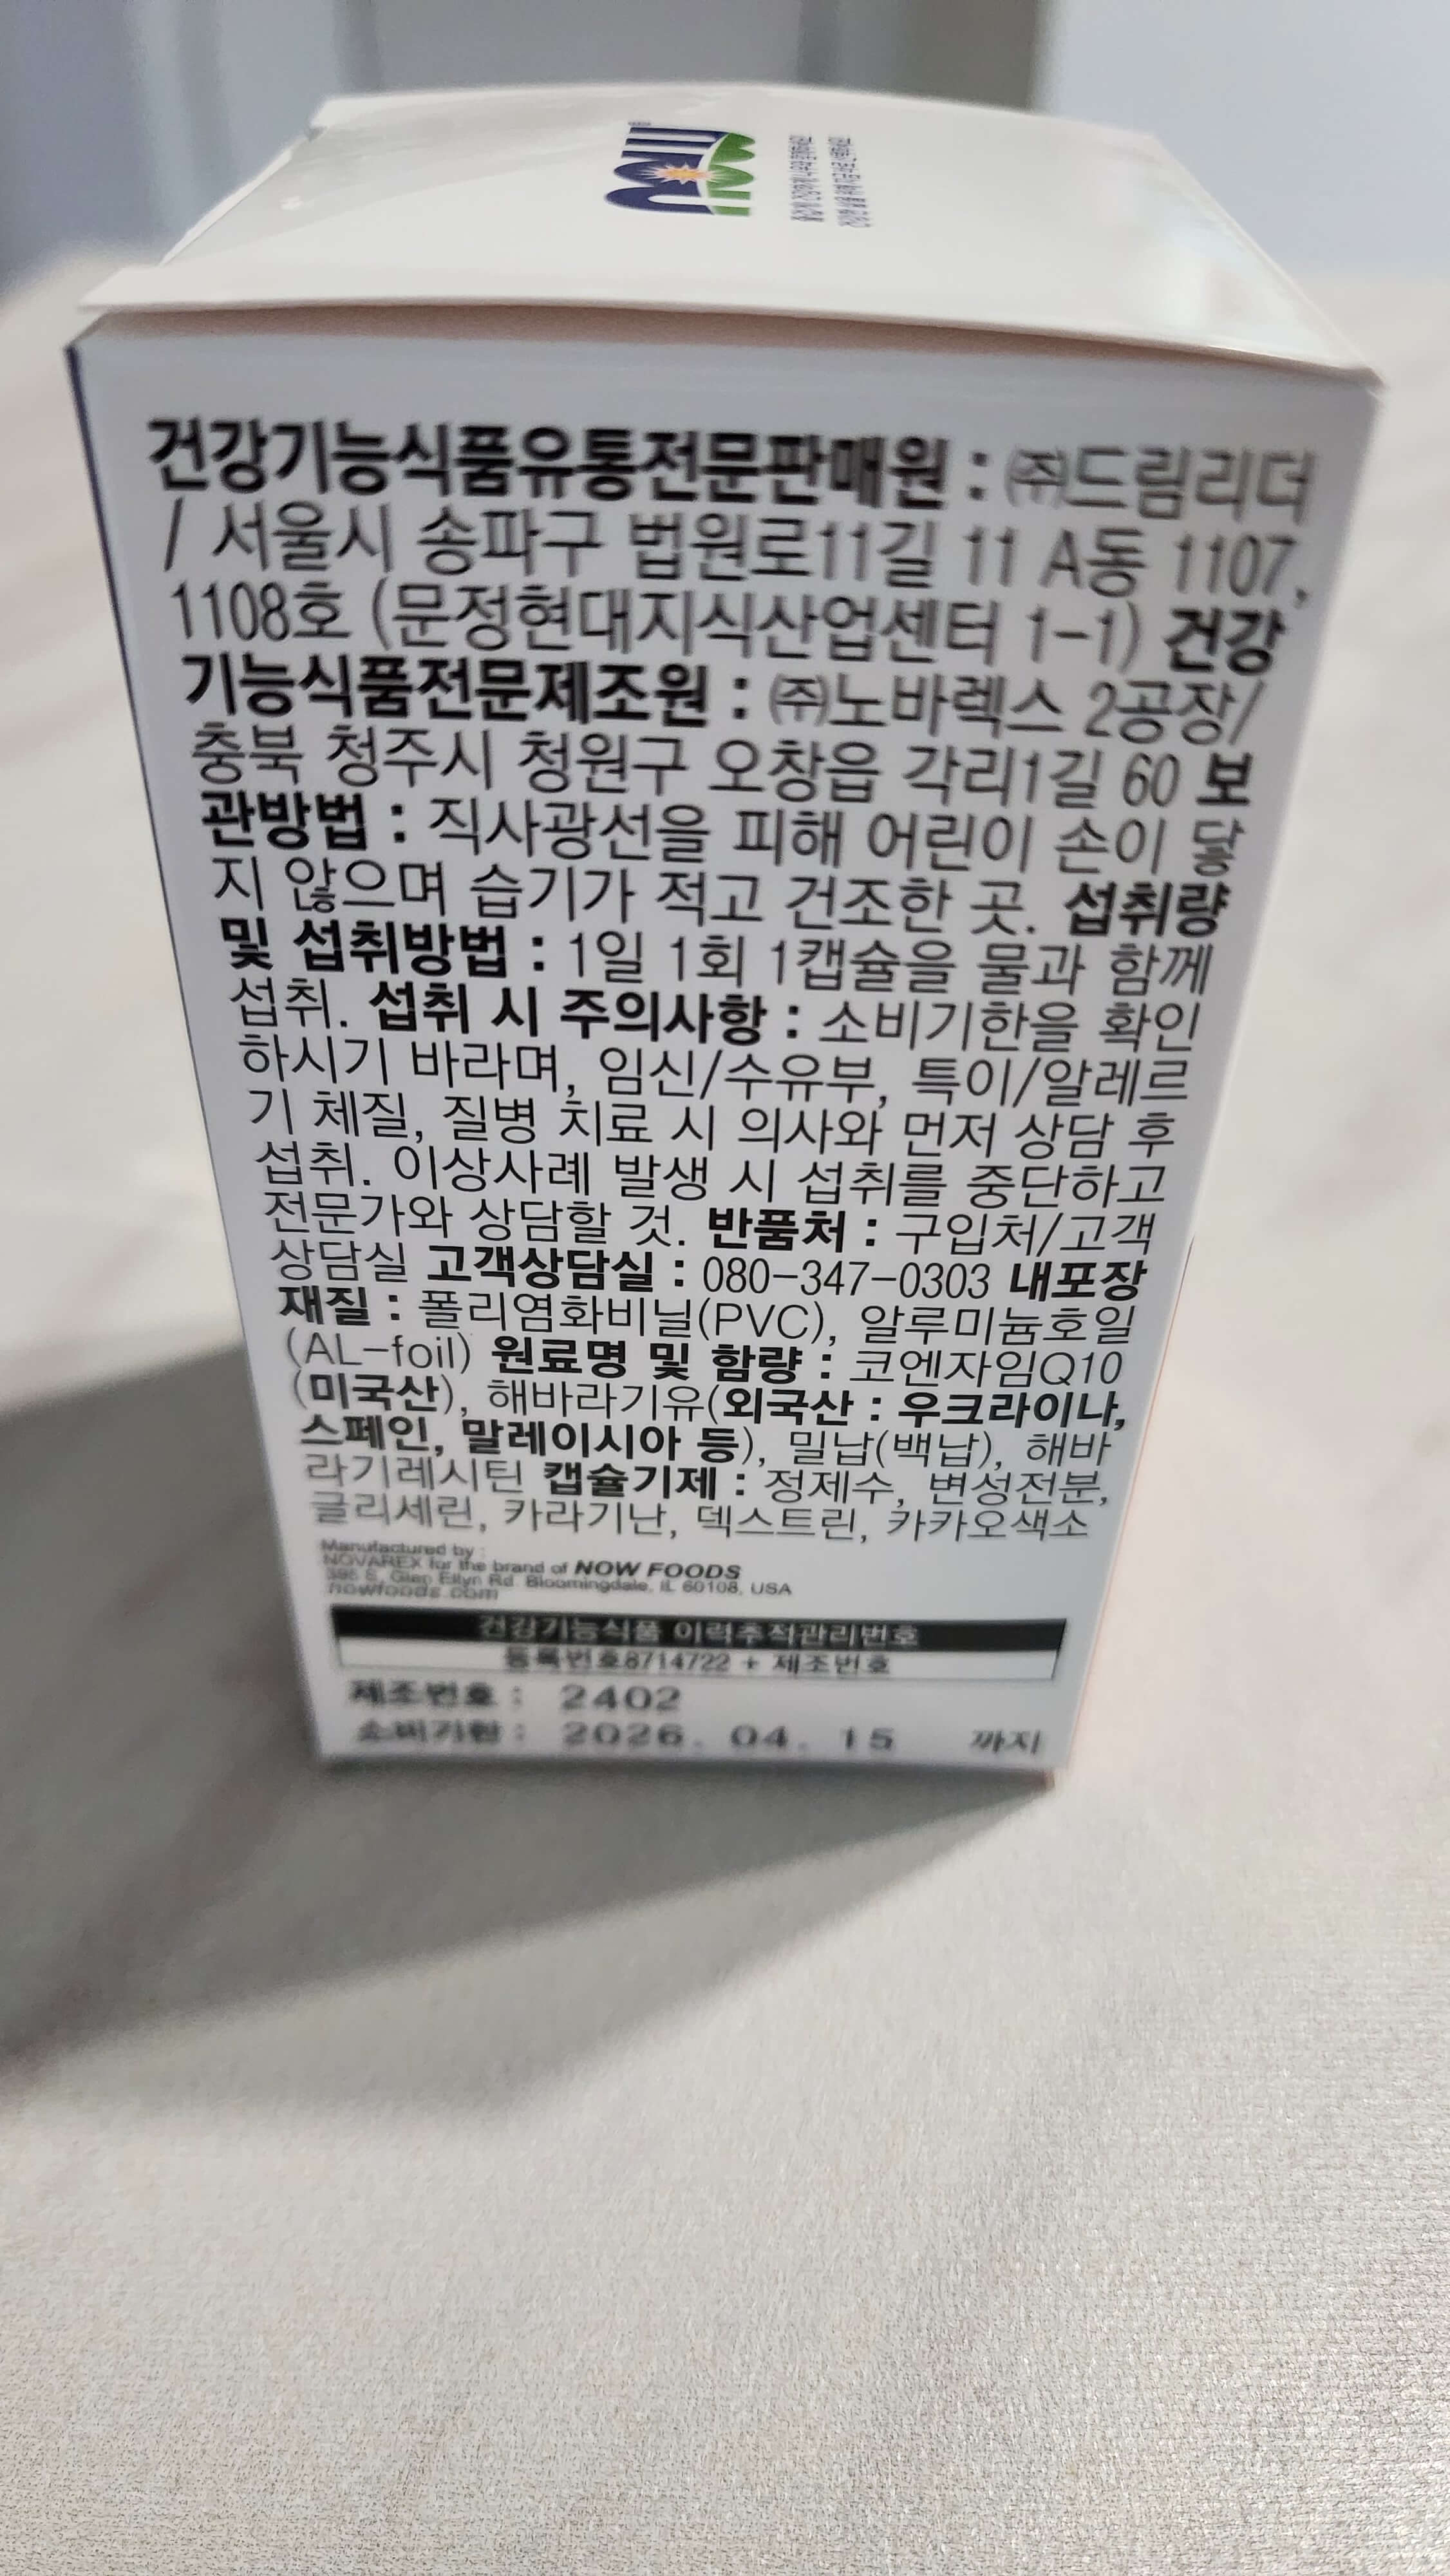 NOW
건강기능식품유통전문판매원 : ㈜드림리더
/ 서울시 송파구 법원로11길 11 A동 1107,
1108호 (문정현대지식산업센터 1-1) 건강
기능식품전문제조원 : ㈜노바렉스 2공장/
충북 청주시 청원구 오창읍 각리1길 60 보
관방법 : 직사광선을 피해 어린이 손이 닿
지 않으며 습기가 적고 건조한 곳. 섭취량
및 섭취방법 : 1일 1회 1캡슐을 물과 함께
섭취. 섭취 시 주의사항 : 소비기한을 확인
하시기 바라며, 임신/수유부, 특이/알레르
기 체질, 질병 치료 시 의사와 먼저 상담 후
섭취. 이상사례 발생 시 섭취를 중단하고
전문가와 상담할 것. 반품처 : 구입처/고객
상담실 고객상담실 : 080-347-0303 내포장
재질 : 폴리염화비닐(PVC), 알루미늄호일
(AL-foil) 원료명 및 함량 : 코엔자임Q10
(미국산), 해바라기유(외국산 : 우크라이나,
스페인, 말레이시아 등), 밀납(백납), 해바
라기레시틴 캡슐기제 : 정제수, 변성전분,
글리세린, 카라기난, 덱스트린, 카카오색소
Manufactured by :
NOVAREX for the brand of NOW FOODS
395 S. Glen Ellyn Rd. Bloomingdale, IL 60108, USA
nowfoods.com
건강기능식품 이력추적관리번호
등록번호8714722 + 제조번호
제조번호 : 2402
소비기한 : 2026. 04. 15 까지